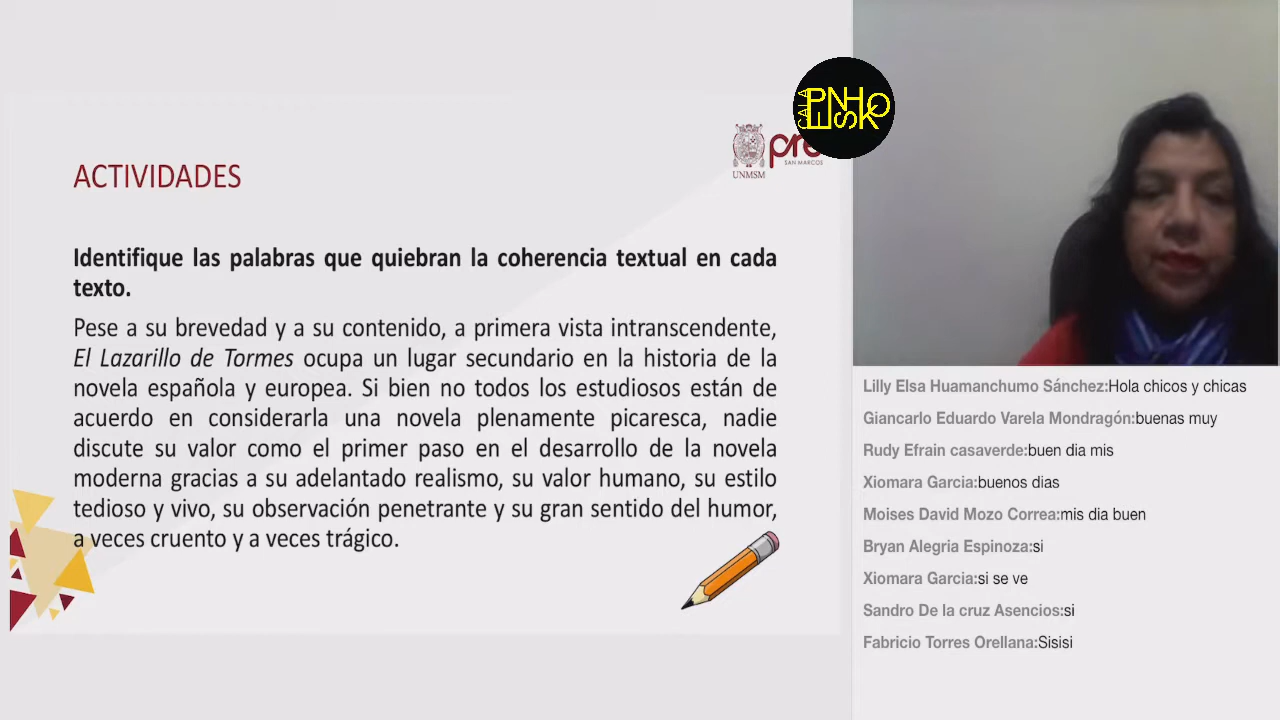 ACTIVIDADES
UNMSM
SAN MARCOS
CALA
Identifique las palabras que quiebran la coherencia textual en cada
texto.
Pese a su brevedad y a su contenido, a primera vista intranscendente,
El Lazarillo de Tormes ocupa un lugar secundario en la historia de la
novela española y europea. Si bien no todos los estudiosos están de
acuerdo en considerarla una novela plenamente picaresca, nadie
discute su valor como el primer paso en el desarrollo de la novela
moderna gracias a su adelantado realismo, su valor humano, su estilo
tedioso y vivo, su observación penetrante y su gran sentido del humor,
a veces cruento y a veces trágico.
Lilly Elsa Huamanchumo Sánchez:Hola chicos y chicas
Giancarlo Eduardo Varela Mondragón:buenas muy
Rudy Efrain casaverde:buen dia mis
Xiomara Garcia:buenos dias
Moises David Mozo Correa:mis dia buen
Bryan Alegria Espinoza:si
Xiomara Garcia:si se ve
Sandro De la cruz Asencios:si
Fabricio Torres Orellana:Sisisi